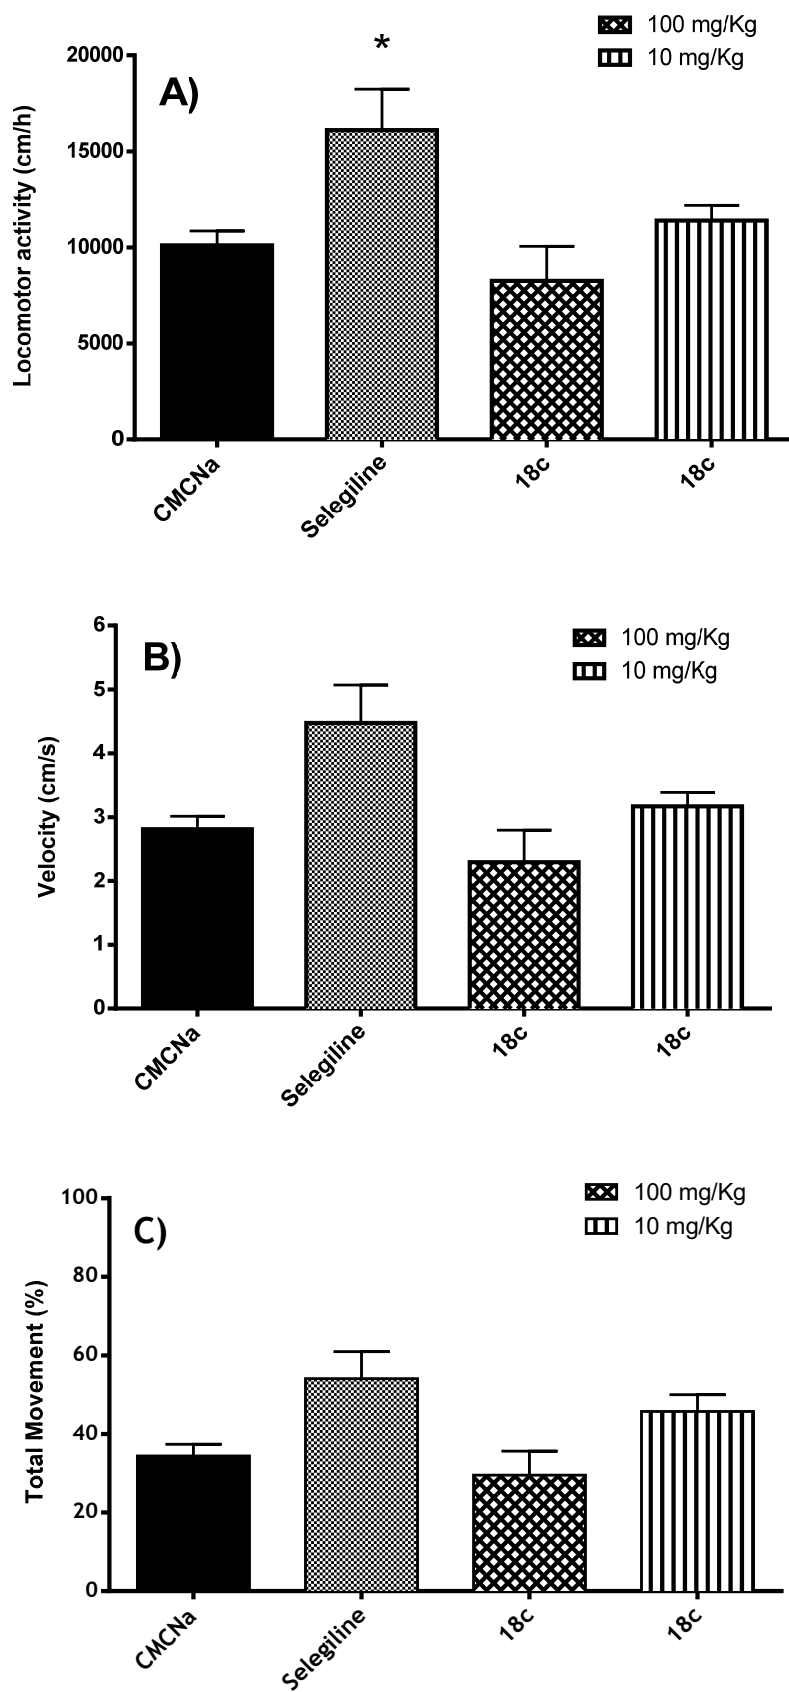 100 mg/Kg
10 mg/Kg
*
A)
Locomotor activity (cm/h)
20000
15000
10000
5000
0
CMCNa
Selegiline
18c
18c
100 mg/Kg
10 mg/Kg
B)
Velocity (cm/s)
6
5
4
3
2
1
0
CMCNa
Selegiline
18c
18c
100 mg/Kg
10 mg/Kg
C)
Total Movement (%)
100
80
60
40
20
0
CMCNa
Selegiline
18c
18c